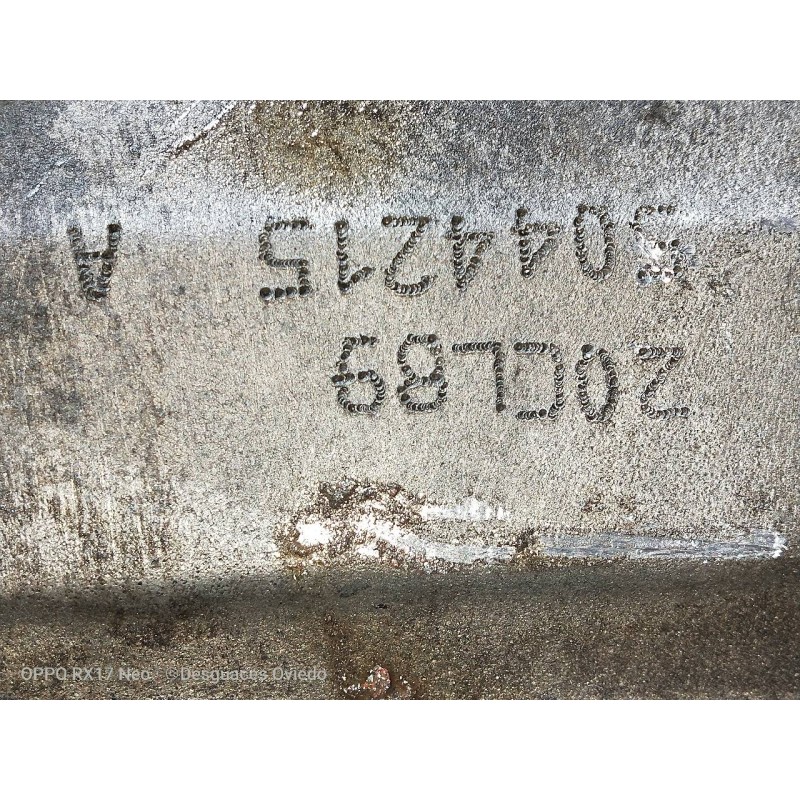 20CL89
3044215 A
OPPO RX17 Neo · ©Desguaces Oviedo